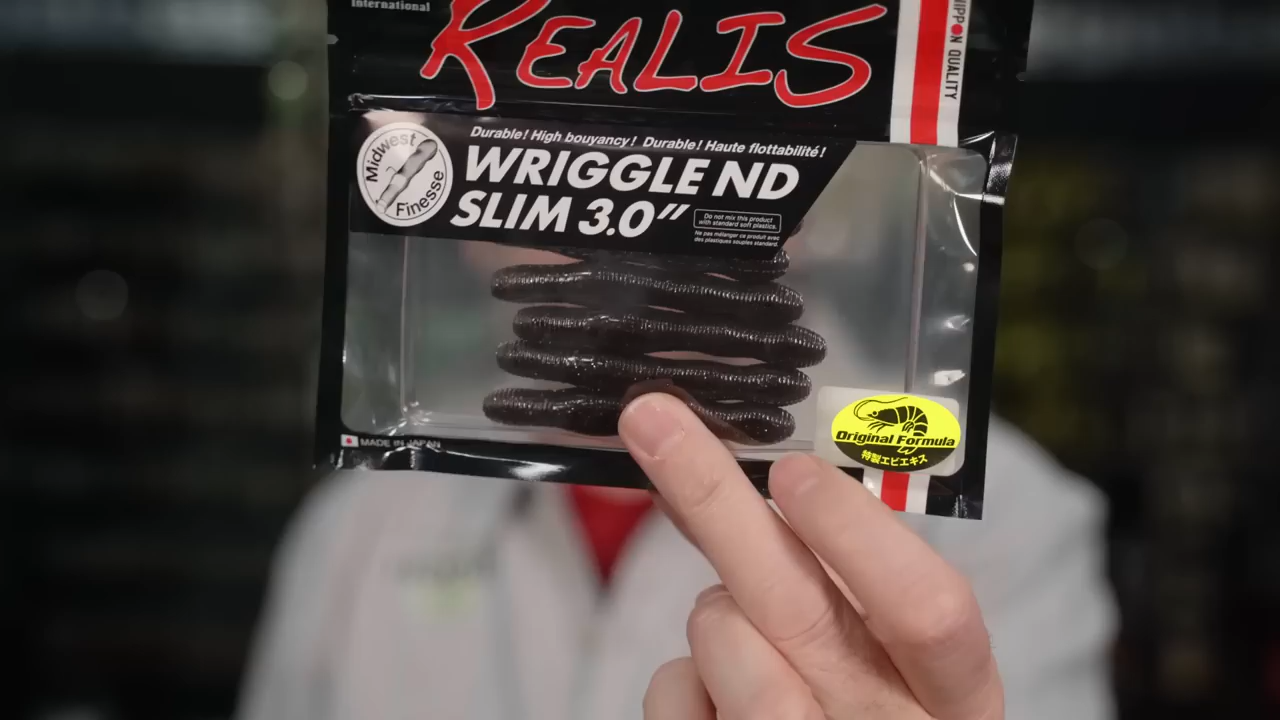 International
REALIS
NIPPON QUALITY
Midwest
Finesse
Durable! High bouyancy! Durable! Haute flottabilité!
WRIGGLE ND
SLIM 3.0"
Do not mix this product
with standard soft plastics.
Ne pas mélanger ce produit avec
des plastiques souples standard.
Original Formula
特製エビエキス
MADE IN JAPAN